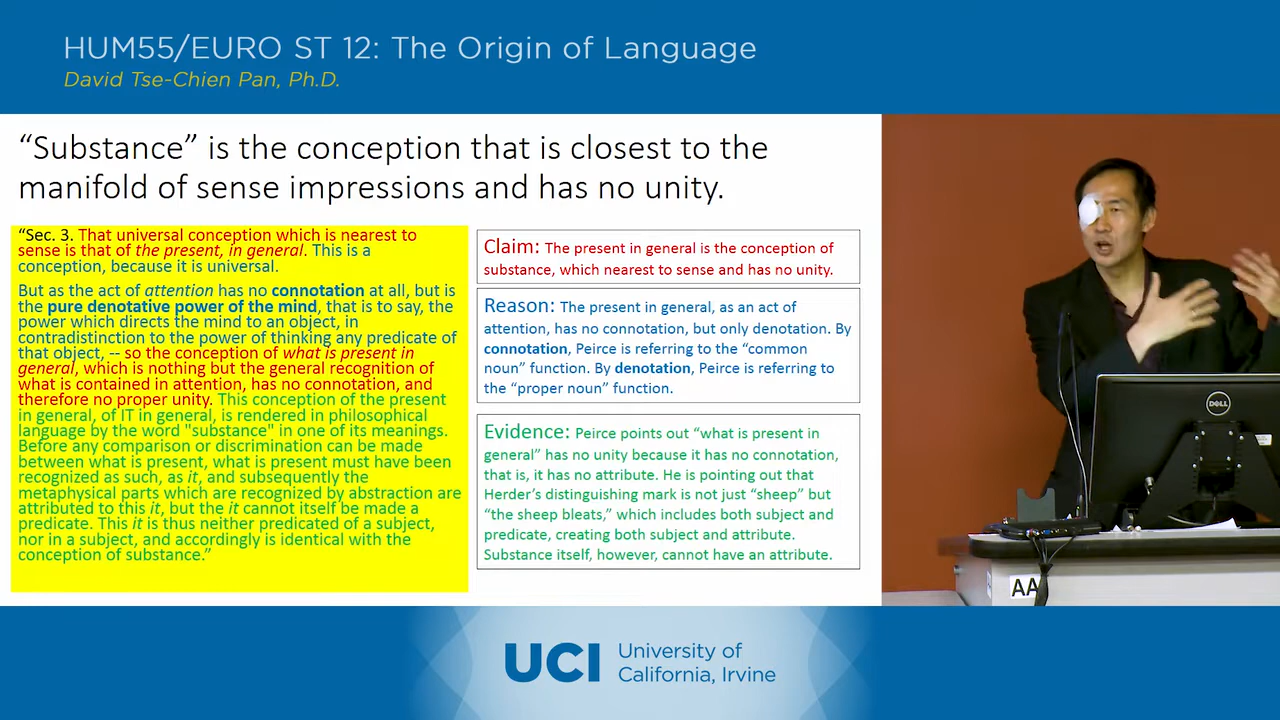 HUM55/EURO ST 12: The Origin of Language
David Tse-Chien Pan, Ph.D.
“Substance” is the conception that is closest to the
manifold of sense impressions and has no unity.
“Sec. 3. That universal conception which is nearest to
sense is that of the present, in general. This is a
conception, because it is universal.
But as the act of attention has no connotation at all, but is
the pure denotative power of the mind, that is to say, the
power which directs the mind to an object, in
contradistinction to the power of thinking any predicate of
that object, -- so the conception of what is present in
general, which is nothing but the general recognition of
what is contained in attention, has no connotation, and
therefore no proper unity. This conception of the present
in general, of IT in general, is rendered in philosophical
language by the word "substance" in one of its meanings.
Before any comparison or discrimination can be made
between what is present, what is present must have been
recognized as such, as it, and subsequently the
metaphysical parts which are recognized by abstraction are
attributed to this it, but the it cannot itself be made a
predicate. This it is thus neither predicated of a subject,
nor in a subject, and accordingly is identical with the
conception of substance.”
Claim: The present in general is the conception of
substance, which nearest to sense and has no unity.
Reason: The present in general, as an act of
attention, has no connotation, but only denotation. By
connotation, Peirce is referring to the “common
noun” function. By denotation, Peirce is referring to
the “proper noun” function.
Evidence: Peirce points out “what is present in
general” has no unity because it has no connotation,
that is, it has no attribute. He is pointing out that
Herder’s distinguishing mark is not just “sheep” but
“the sheep bleats,” which includes both subject and
predicate, creating both subject and attribute.
Substance itself, however, cannot have an attribute.
DELL
AA
UCI
University of
California, Irvine